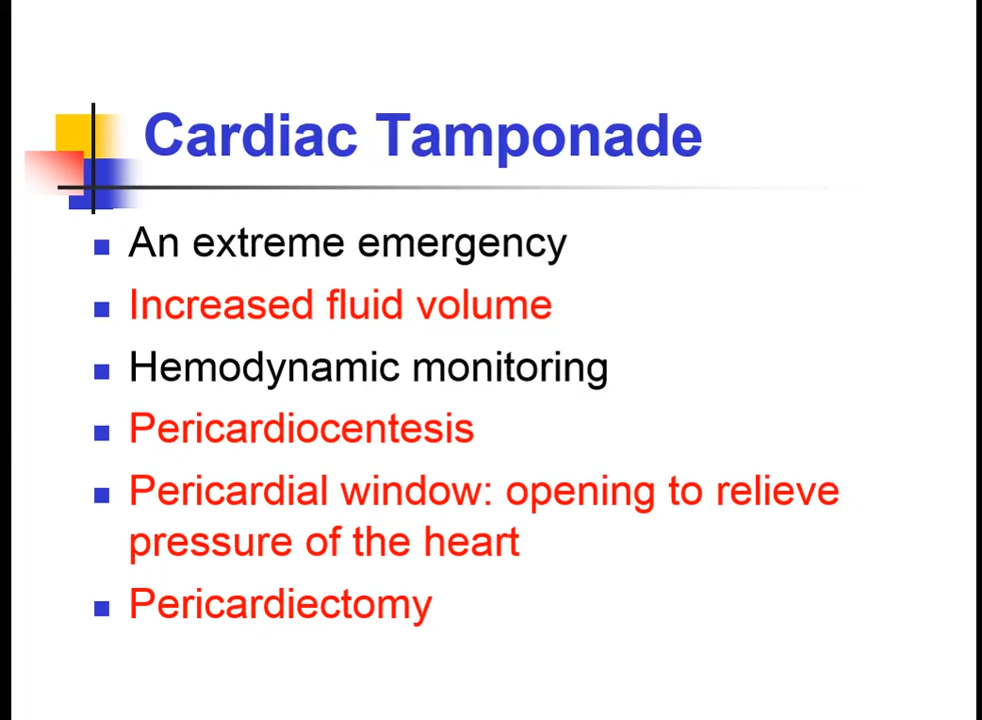 Cardiac Tamponade
An extreme emergency
Increased fluid volume
Hemodynamic monitoring
Pericardiocentesis
Pericardial window: opening to relieve
pressure of the heart
Pericardiectomy